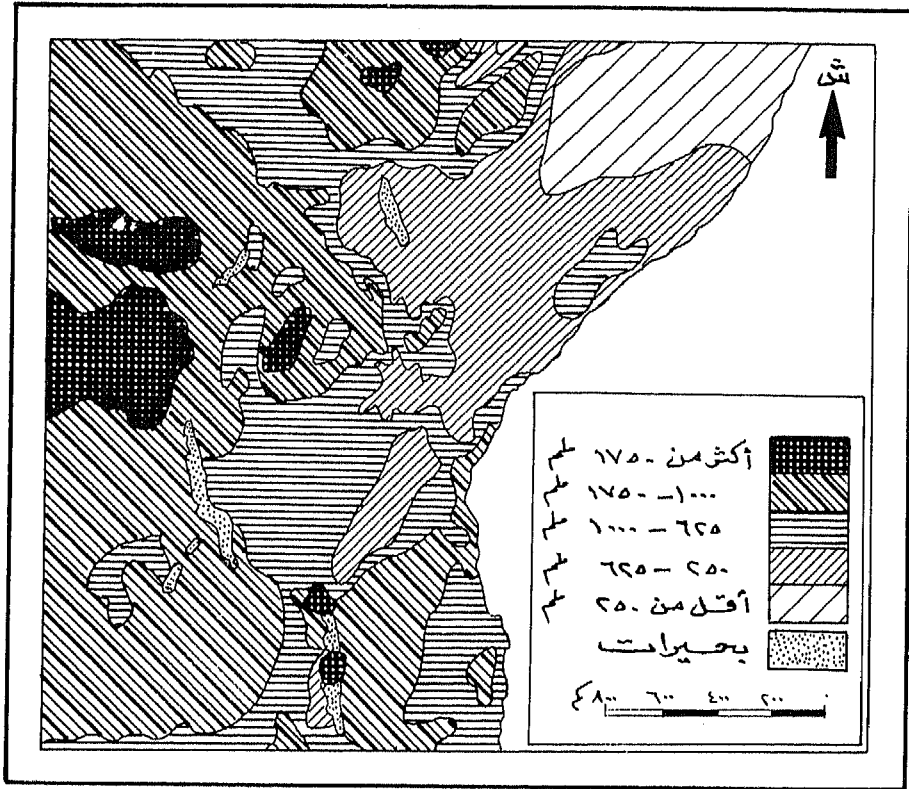 ش
أكثر من ١٧٥٠ ملم
١٠٠٠ – ١٧٥٠ ملم
٦٢٥ – ١٠٠٠ ملم
٢٥٠ – ٦٢٥ ملم
أقل من ٢٥٠ ملم
بحيرات
٨٠٠ كم ٦٠٠ ٤٠٠ ٢٠٠ ٠